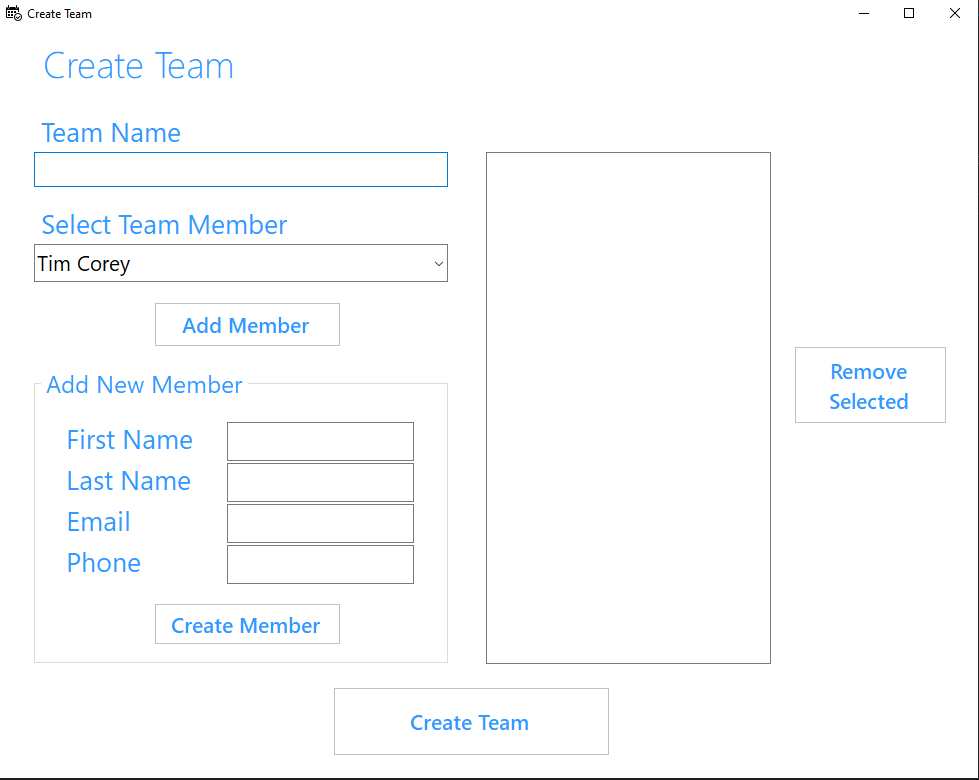 Create Team
Create Team
Team Name
Select Team Member
Tim Corey
Add Member
Add New Member
First Name
Last Name
Email
Phone
Create Member
Remove
Selected
Create Team